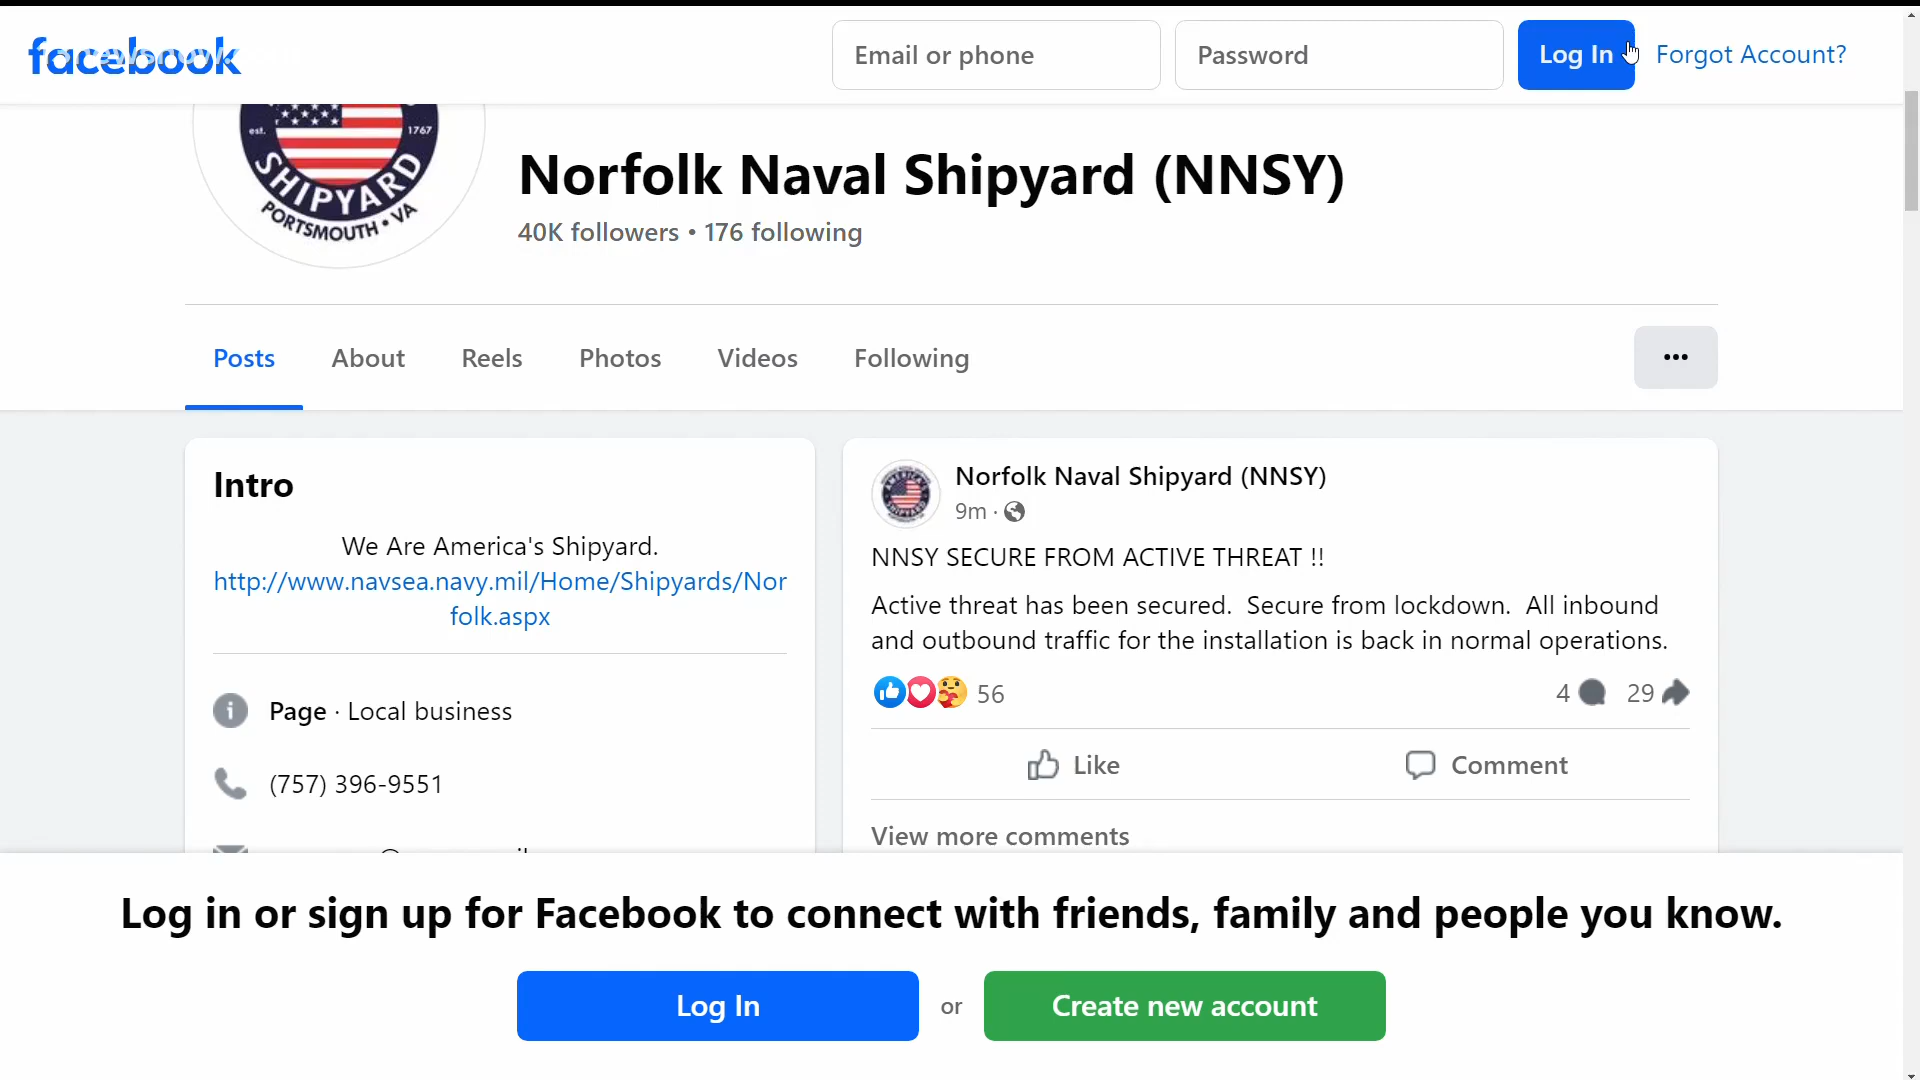 facebook
Email or phone
Password
Log In
Forgot Account?
est.
1767
SHIPYARD
PORTSMOUTH • VA
Norfolk Naval Shipyard (NNSY)
40K followers • 176 following
Posts
About
Reels
Photos
Videos
Following
Intro
We Are America's Shipyard.
http://www.navsea.navy.mil/Home/Shipyards/Nor
folk.aspx
Page · Local business
(757) 396-9551
Norfolk Naval Shipyard (NNSY)
9m ·
NNSY SECURE FROM ACTIVE THREAT !!
Active threat has been secured.  Secure from lockdown.  All inbound
and outbound traffic for the installation is back in normal operations.
56
4
29
Like
Comment
View more comments
Log in or sign up for Facebook to connect with friends, family and people you know.
Log In
or
Create new account